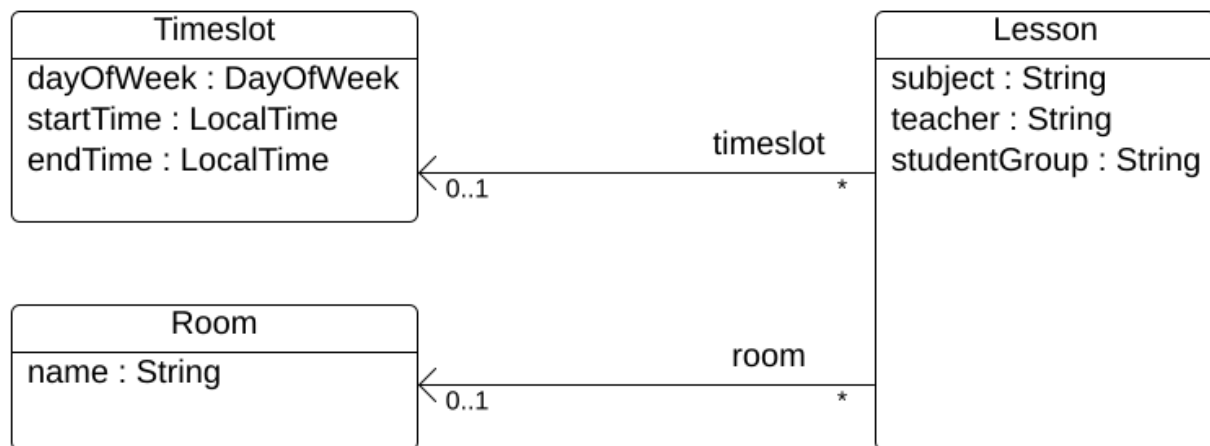 Timeslot
dayOfWeek : DayOfWeek
startTime : LocalTime
endTime : LocalTime
Lesson
subject : String
teacher : String
studentGroup : String
timeslot
0..1
*
Room
name : String
room
0..1
*